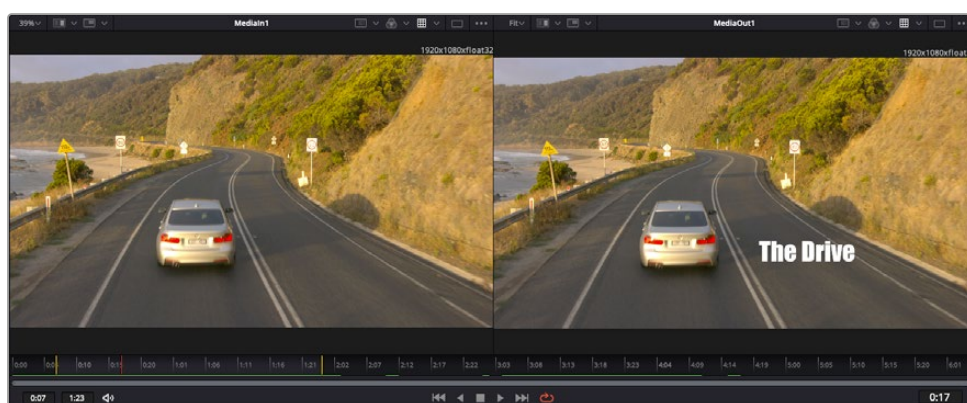 39% MediaIn1 Fit MediaOut1
1920x1080xfloat32 1920x1080xfloat
The Drive
0:00 0:10 0:15 0:20 1:01 1:06 1:11 1:16 1:21 2:02 2:07 2:12 2:17 2:22 3:03 3:08 3:13 3:18 3:23 4:04 4:09 4:14 4:19 5:00 5:05 5:10 5:15 5:20 6:01
0:07 1:23 0:17